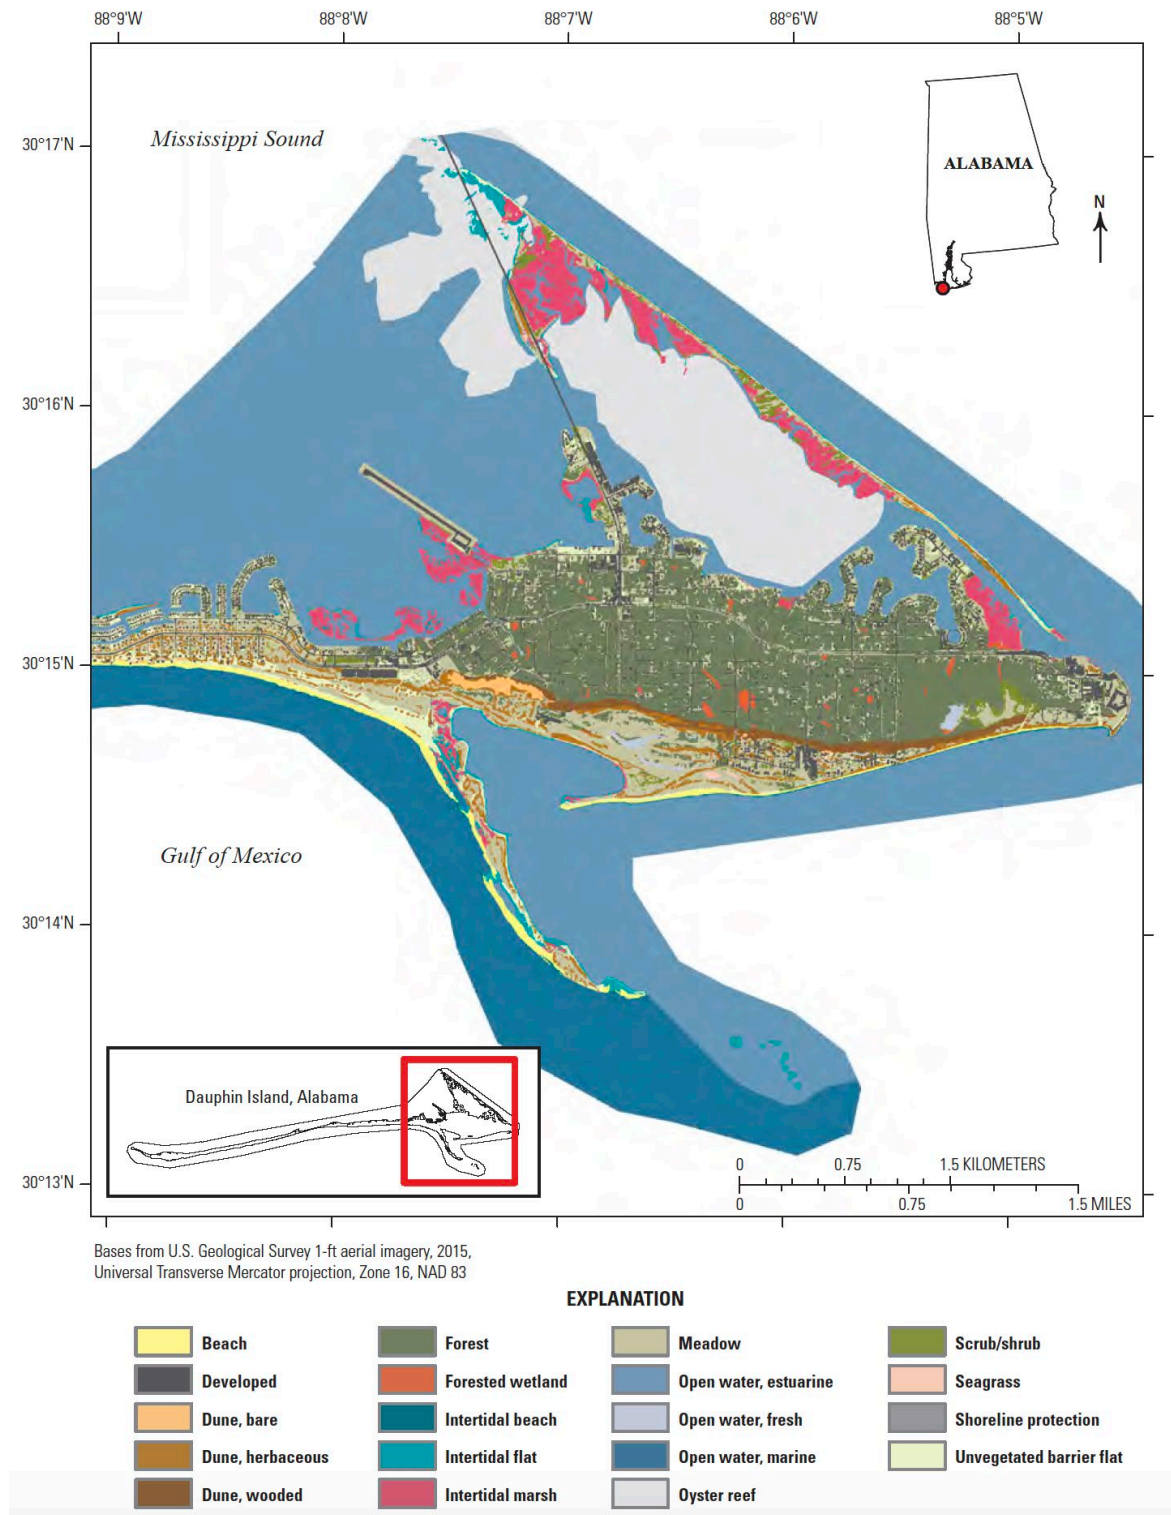 88°9'W 88°8'W 88°7'W 88°6'W 88°5'W
30°17'N
Mississippi Sound
ALABAMA
N
30°16'N
30°15'N
Gulf of Mexico
30°14'N
Dauphin Island, Alabama
30°13'N
0 0.75 1.5 KILOMETERS
0 0.75 1.5 MILES
Bases from U.S. Geological Survey 1-ft aerial imagery, 2015,
Universal Transverse Mercator projection, Zone 16, NAD 83
EXPLANATION
Beach
Developed
Dune, bare
Dune, herbaceous
Dune, wooded
Forest
Forested wetland
Intertidal beach
Intertidal flat
Intertidal marsh
Meadow
Open water, estuarine
Open water, fresh
Open water, marine
Oyster reef
Scrub/shrub
Seagrass
Shoreline protection
Unvegetated barrier flat